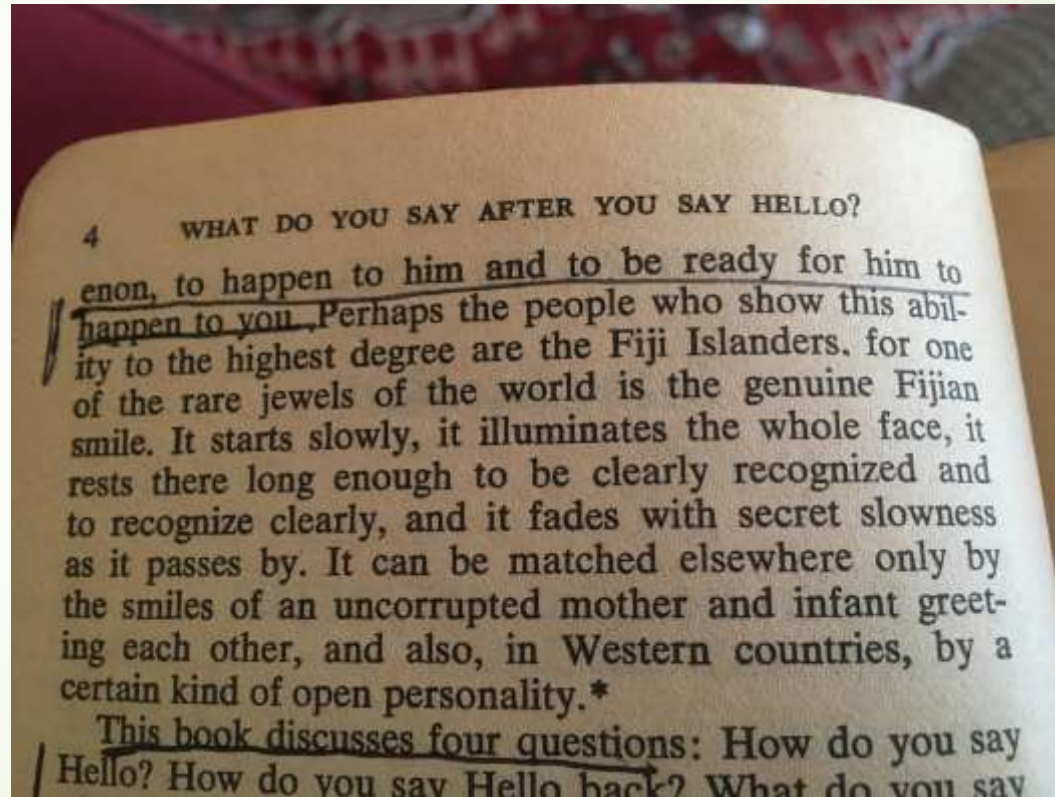 4 WHAT DO YOU SAY AFTER YOU SAY HELLO?
enon, to happen to him and to be ready for him to
happen to you. Perhaps the people who show this abil-
ity to the highest degree are the Fiji Islanders. for one
of the rare jewels of the world is the genuine Fijian
smile. It starts slowly, it illuminates the whole face, it
rests there long enough to be clearly recognized and
to recognize clearly, and it fades with secret slowness
as it passes by. It can be matched elsewhere only by
the smiles of an uncorrupted mother and infant greet-
ing each other, and also, in Western countries, by a
certain kind of open personality.*
This book discusses four questions: How do you say
Hello? How do you say Hello back? What do you say